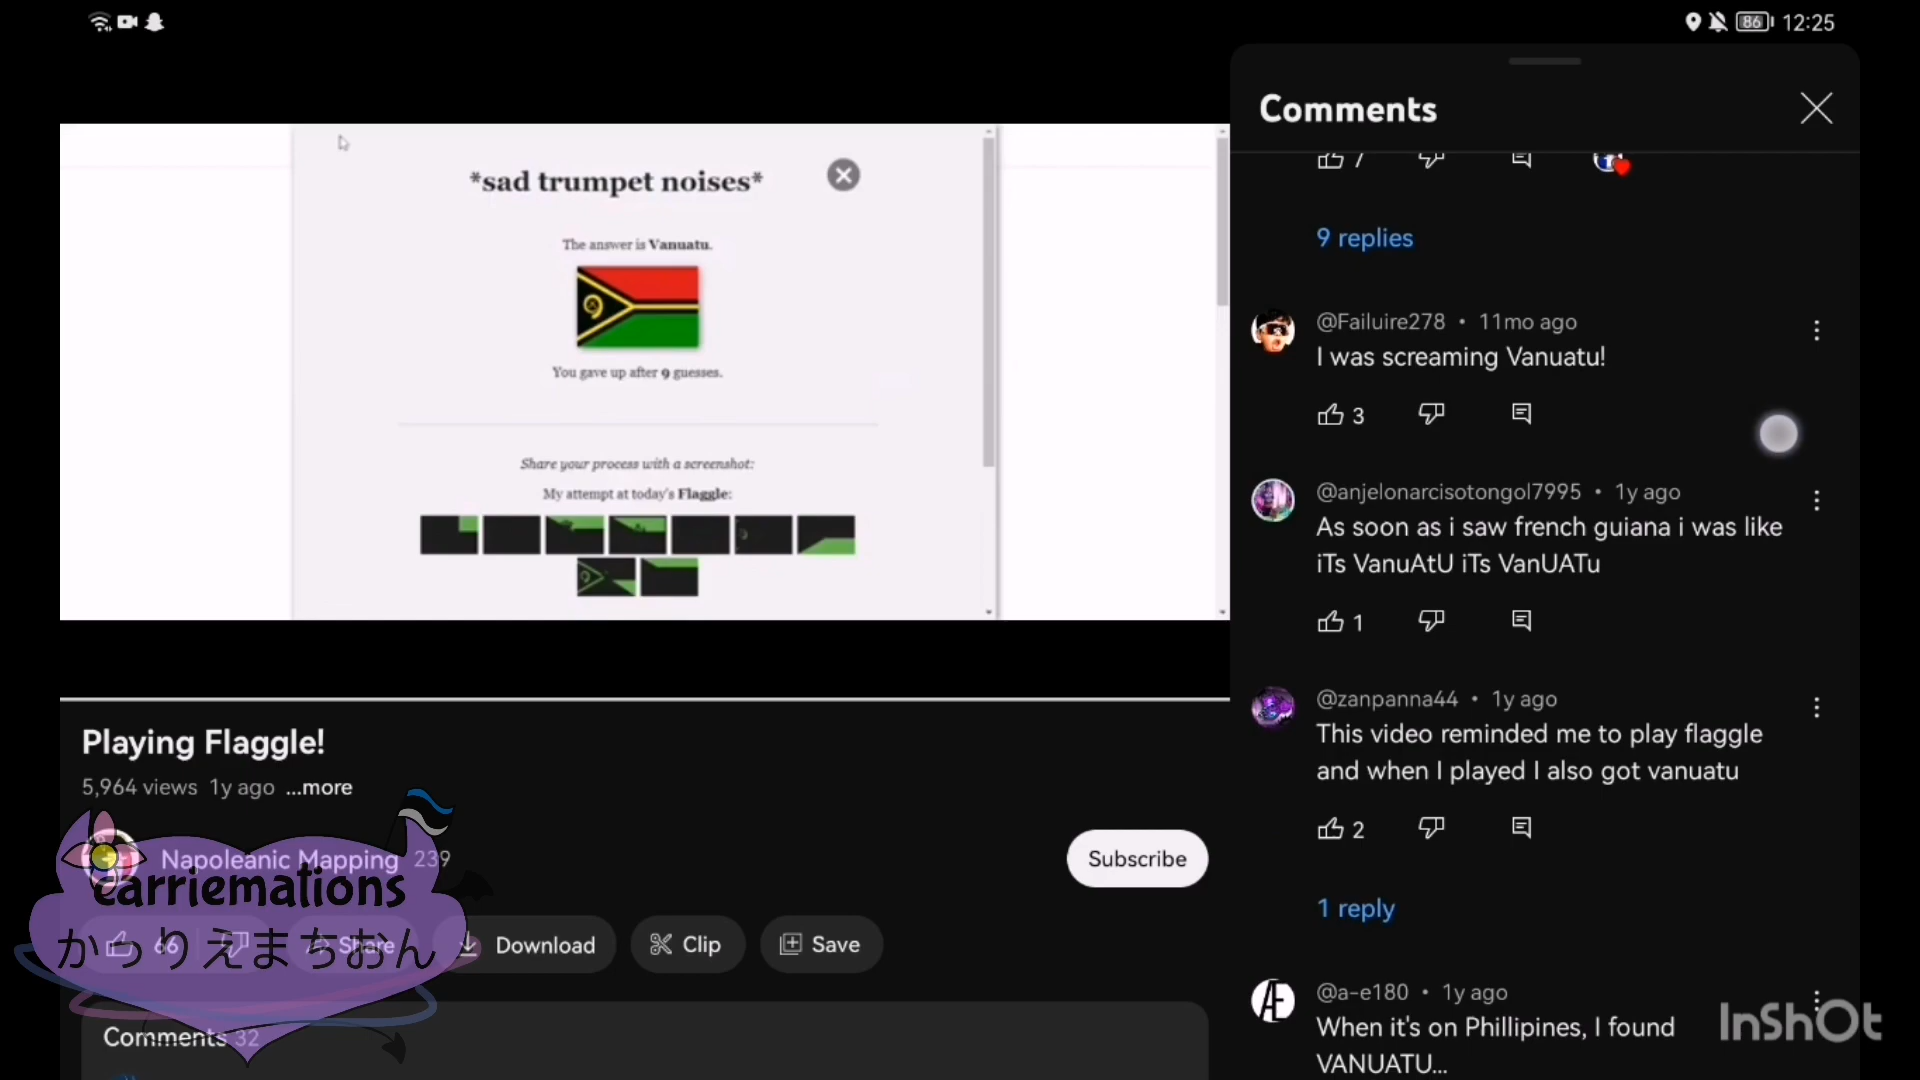 86 12:25
*sad trumpet noises*
The answer is Vanuatu.
You gave up after 9 guesses.
Share your process with a screenshot:
My attempt at today's Flaggle:
Playing Flaggle!
5,964 views 1y ago ...more
Napoleanic Mapping 239
Subscribe
carriemations
かっりえまちおん
66
Share
Download
Clip
Save
Comments 32
Comments
7
9 replies
@Failuire278 • 11mo ago
I was screaming Vanuatu!
3
@anjelonarcisotongol7995 • 1y ago
As soon as i saw french guiana i was like
iTs VanuAtU iTs VanUATu
1
@zanpanna44 • 1y ago
This video reminded me to play flaggle
and when I played I also got vanuatu
2
1 reply
@a-e180 • 1y ago
When it's on Phillipines, I found
VANUATU...
InShOt